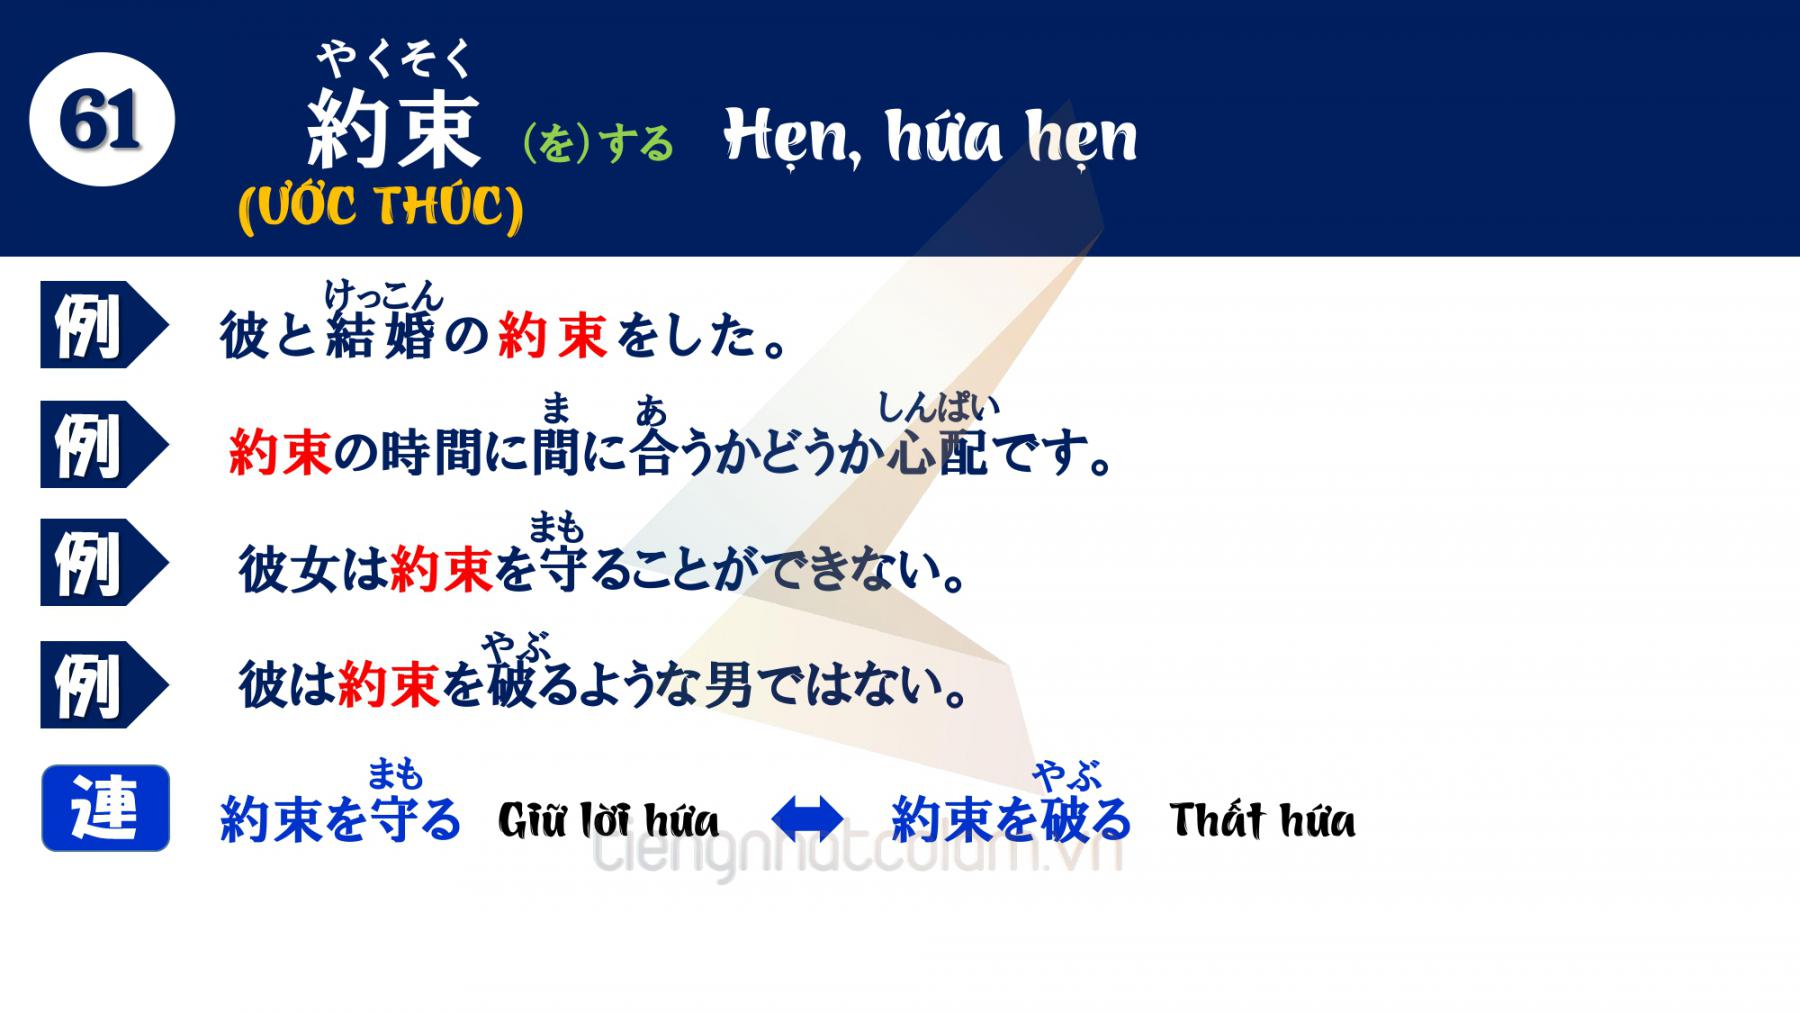 61
やくそく
約束 (を)する Hẹn, hứa hẹn
(ƯỚC THÚC)
例
けっこん
彼と結婚の約束をした。
例
ま あ しんぱい
約束の時間に間に合うかどうか心配です。
例
まも
彼女は約束を守ることができない。
例
やぶ
彼は約束を破るような男ではない。
連
まも やぶ
約束を守る Giữ lời hứa 約束を破る Thất hứa
tiengnhatcolam.vn